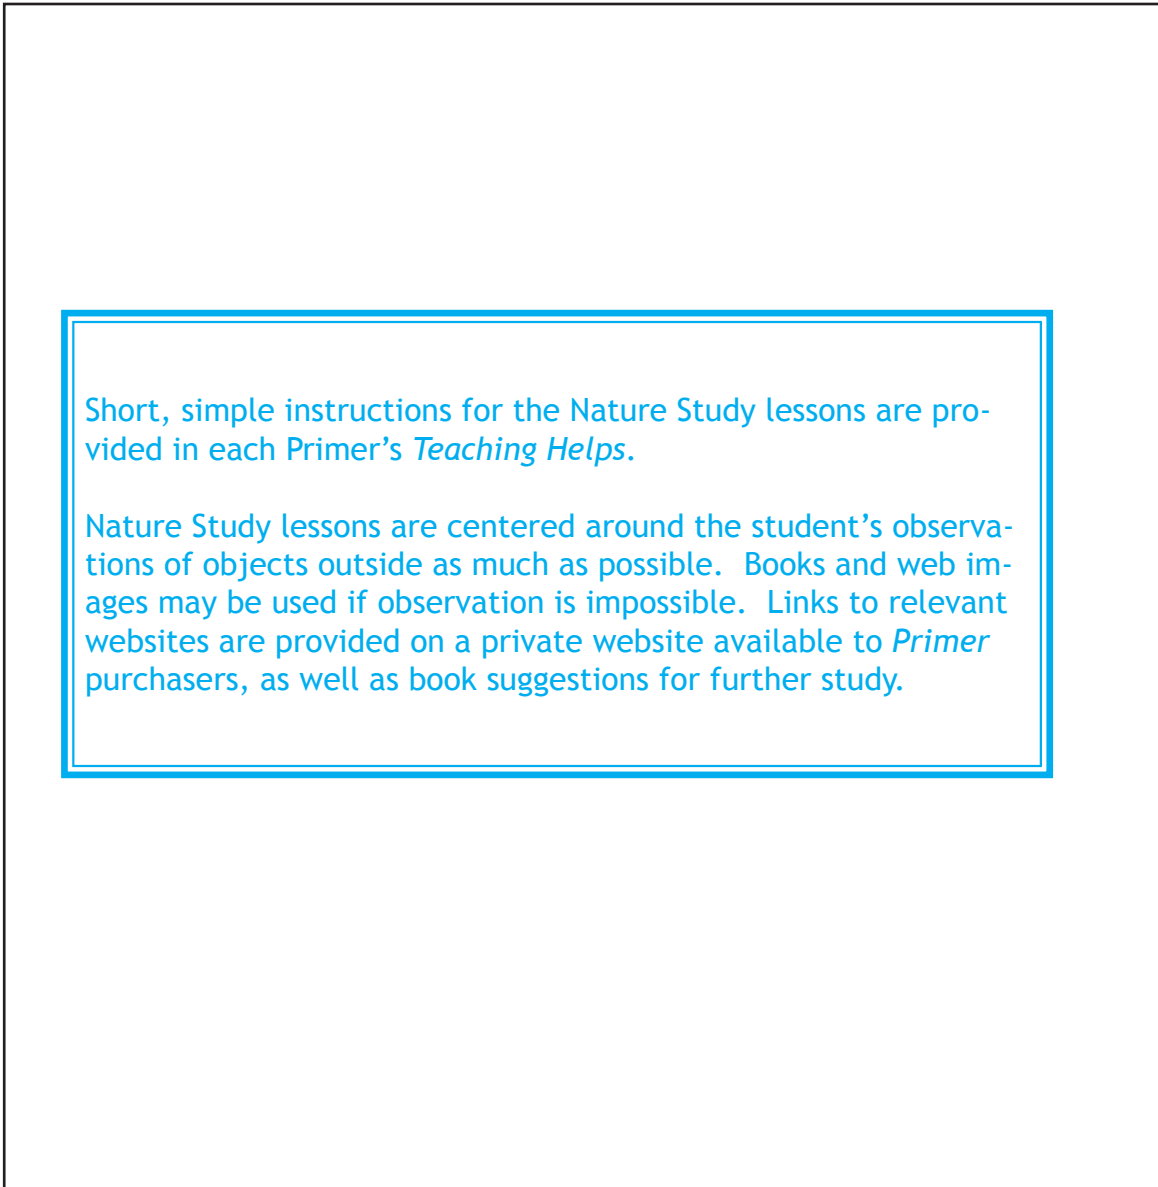 Short, simple instructions for the Nature Study lessons are pro-
vided in each Primer’s Teaching Helps.
Nature Study lessons are centered around the student’s observa-
tions of objects outside as much as possible.  Books and web im-
ages may be used if observation is impossible.  Links to relevant
websites are provided on a private website available to Primer
purchasers, as well as book suggestions for further study.